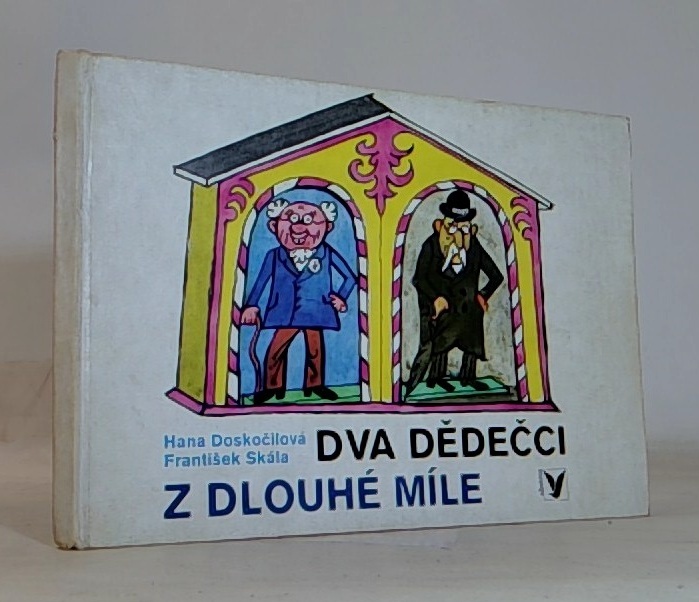 Hana Doskočilová
František Skála
DVA DĚDEČCI
Z DLOUHÉ MÍLE